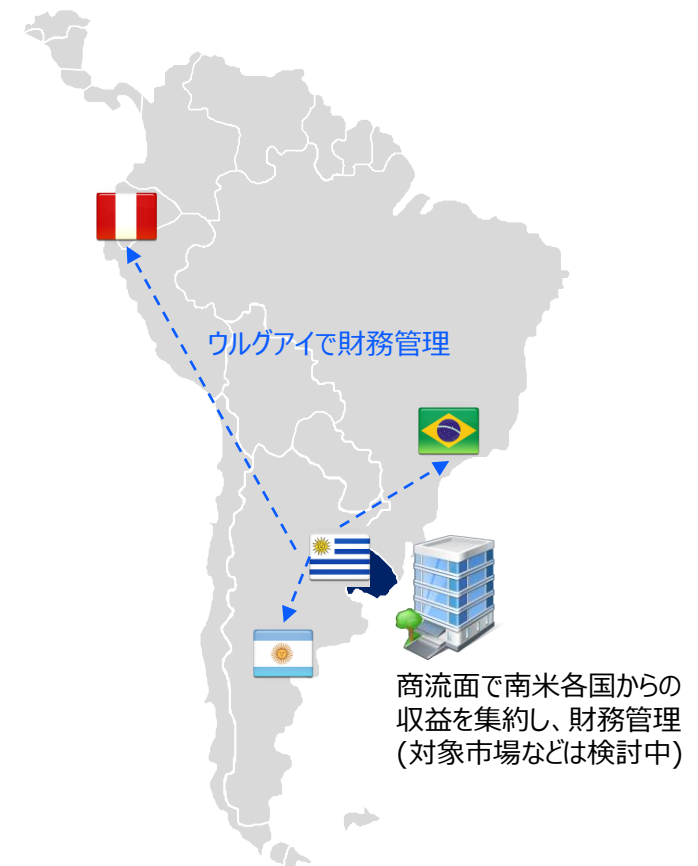 ウルグアイで財務管理
商流面で南米各国からの
収益を集約し、財務管理
(対象市場などは検討中)